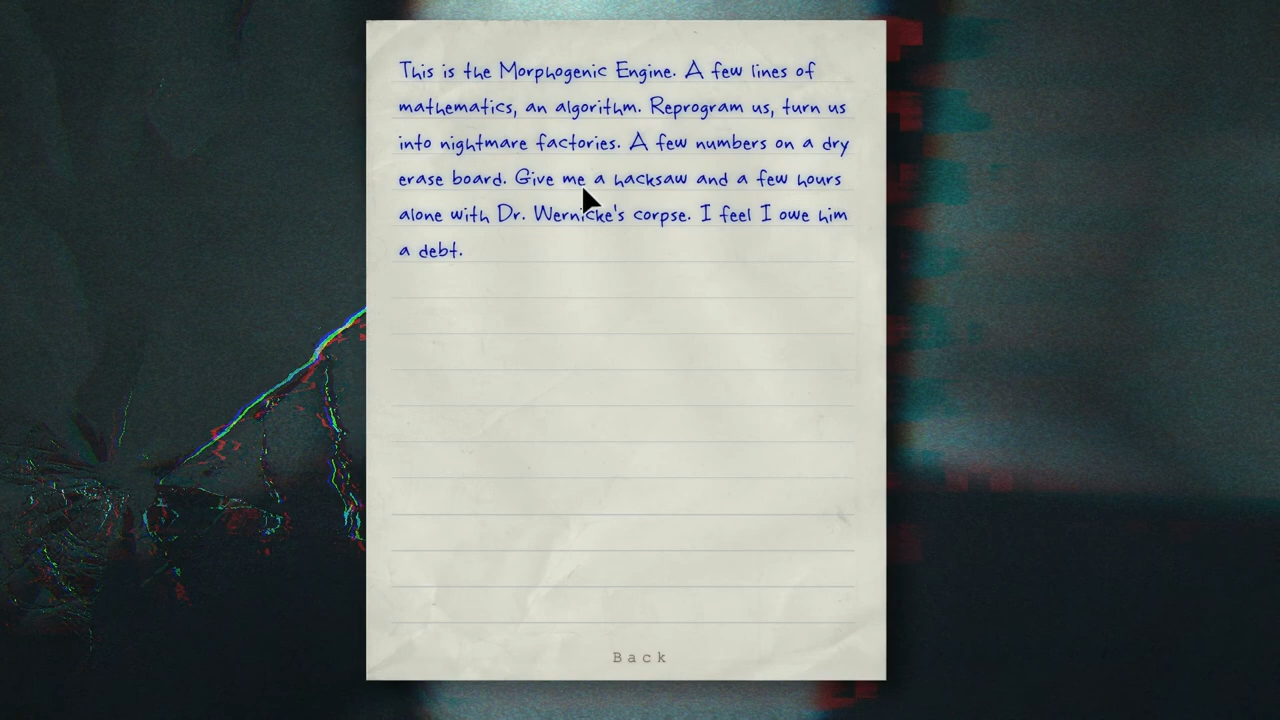 This is the Morphogenic Engine. A few lines of
mathematics, an algorithm. Reprogram us, turn us
into nightmare factories. A few numbers on a dry
erase board. Give me a hacksaw and a few hours
alone with Dr. Wernicke's corpse. I feel I owe him
a debt.
Back